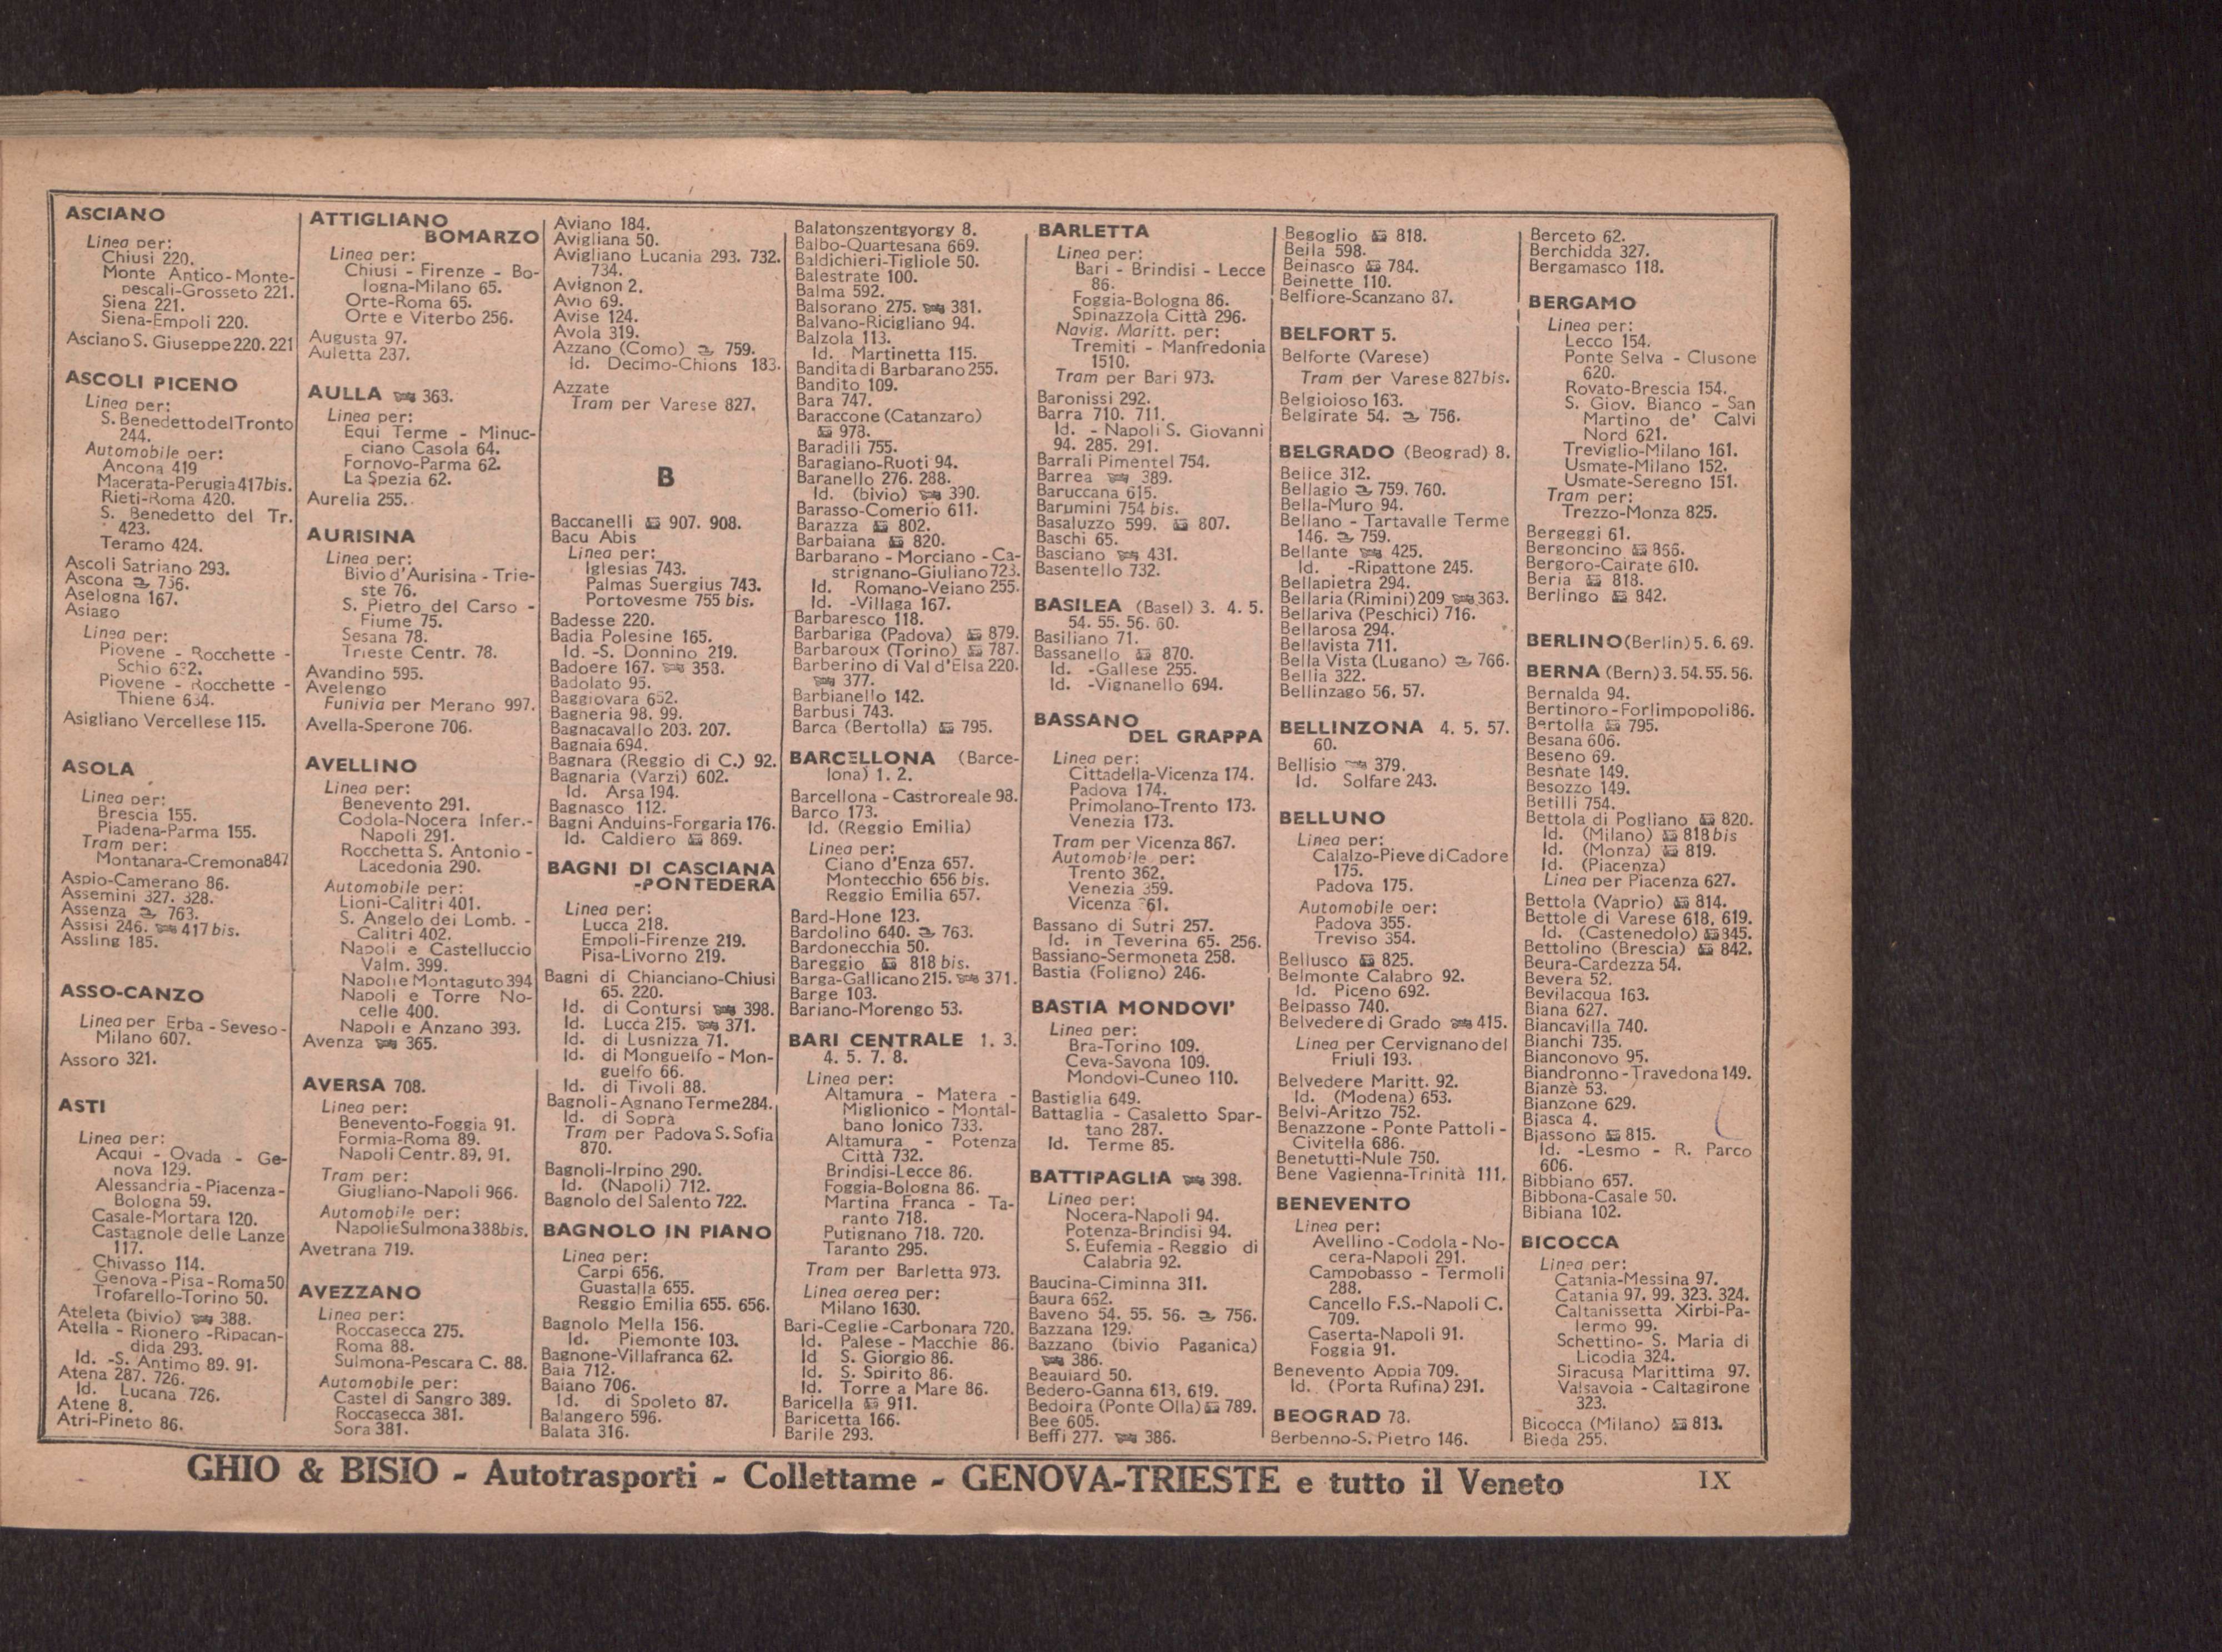 ASCIANO
Linea per:
Chiusi 220.
Monte Antico-Monte-
pescali-Grosseto 221.
Siena 221.
Siena-Empoli 220.
Asciano S. Giuseppe 220. 221
ASCOLI PICENO
Linea per:
S. Benedetto del Tronto
244.
Automobile per:
Ancona 419
Macerata-Perugia 417 bis.
Rieti-Roma 420.
S. Benedetto del Tr.
423.
Teramo 424.
Ascoli Satriano 293.
Ascona 756.
Aselogna 167.
Asiago
Linea per:
Piovene - Rocchette -
Schio 632.
Piovene - Rocchette -
Thiene 634.
Asigliano Vercellese 115.
ASOLA
Linea per:
Brescia 155.
Piadena-Parma 155.
Tram per:
Montanara-Cremona 847
Aspio-Camerano 86.
Assemini 327. 328.
Assenza 763.
Assisi 246. 417 bis.
Assling 185.
ASSO-CANZO
Linea per Erba - Seveso -
Milano 607.
Assoro 321.
ASTI
Linea per:
Acqui - Ovada - Ge-
nova 129.
Alessandria - Piacenza -
Bologna 59.
Casale-Mortara 120.
Castagnole delle Lanze
117.
Chivasso 114.
Genova - Pisa - Roma 50
Trofarello-Torino 50.
Ateleta (bivio) 388.
Atella - Rionero - Ripacan-
dida 293.
Id. -S. Antimo 89. 91.
Atena 287. 726.
Id. Lucana 726.
Atene 8.
Atri-Pineto 86.
ATTIGLIANO
BOMARZO
Linea per:
Chiusi - Firenze - Bo-
logna-Milano 65.
Orte-Roma 65.
Orte e Viterbo 256.
Augusta 97.
Auletta 237.
AULLA 363.
Linea per:
Equi Terme - Minuc-
ciano Casola 64.
Fornovo-Parma 62.
La Spezia 62.
Aurelia 255.
AURISINA
Linea per:
Bivio d'Aurisina - Trie-
ste 76.
S. Pietro del Carso -
Fiume 75.
Sesana 78.
Trieste Centr. 78.
Avandino 595.
Avelengo
Funivia per Merano 997.
Avella-Sperone 706.
AVELLINO
Linea per:
Benevento 291.
Codola-Nocera Infer.-
Napoli 291.
Rocchetta S. Antonio -
Lacedonia 290.
Automobile per:
Lioni-Calitri 401.
S. Angelo dei Lomb. -
Calitri 402.
Napoli e Castelluccio
Valm. 399.
Napoli e Montaguto 394
Napoli e Torre No-
celle 400.
Napoli e Anzano 393.
Avenza 365.
AVERSA 708.
Linea per:
Benevento-Foggia 91.
Formia-Roma 89.
Napoli Centr. 89. 91.
Tram per:
Giugliano-Napoli 966.
Automobile per:
Napoli e Sulmona 388 bis.
Avetrana 719.
AVEZZANO
Linea per:
Roccasecca 275.
Roma 88.
Sulmona-Pescara C. 88.
Automobile per:
Castel di Sangro 389.
Roccasecca 381.
Sora 381.
Aviano 184.
Avigliana 50.
Avigliano Lucania 293. 732.
734.
Avignon 2.
Avio 69.
Avise 124.
Avola 319.
Azzano (Como) 759.
Id. Decimo-Chions 183.
Azzate
Tram per Varese 827.
B
Baccanelli 907. 908.
Bacu Abis
Linea per:
Iglesias 743.
Palmas Suergius 743.
Portovesme 755 bis.
Badesse 220.
Badia Polesine 165.
Id. -S. Donnino 219.
Badoere 167. 358.
Badolato 95.
Baggiovara 652.
Bagneria 98. 99.
Bagnacavallo 203. 207.
Bagnaia 694.
Bagnara (Reggio di C.) 92.
Bagnaria (Varzi) 602.
Id. Arsa 194.
Bagnasco 112.
Bagni Anduins-Forgaria 176.
Id. Caldiero 869.
BAGNI DI CASCIANA
-PONTEDERA
Linea per:
Lucca 218.
Empoli-Firenze 219.
Pisa-Livorno 219.
Bagni di Chianciano-Chiusi
65. 220.
Id. di Contursi 398.
Id. Lucca 215. 371.
Id. di Lusnizza 71.
Id. di Monguelfo - Mon-
guelfo 66.
Id. di Tivoli 88.
Bagnoli-Agnano Terme 284.
Id. di Sopra
Tram per Padova S. Sofia
870.
Bagnoli-Irpino 290.
Id. (Napoli) 712.
Bagnolo del Salento 722.
BAGNOLO IN PIANO
Linea per:
Carpi 656.
Guastalla 655.
Reggio Emilia 655. 656.
Bagnolo Mella 156.
Id. Piemonte 103.
Bagnone-Villafranca 62.
Baia 712.
Baiano 706.
Id. di Spoleto 87.
Balangero 596.
Balata 316.
Balatonszentgyorgy 8.
Balbo-Quartesana 669.
Baldichieri-Tigliole 50.
Balestrate 100.
Balma 592.
Balsorano 275. 381.
Balvano-Ricigliano 94.
Balzola 113.
Id. Martinetta 115.
Bandita di Barbarano 255.
Bandito 109.
Bara 747.
Baraccone (Catanzaro)
978.
Baradili 755.
Baragiano-Ruoti 94.
Baranello 276. 288.
Id. (bivio) 390.
Barasso-Comerio 611.
Barazza 802.
Barbaiana 820.
Barbarano - Morciano - Ca-
strignano-Giuliano 723.
Id. Romano-Veiano 255.
Id. -Villaga 167.
Barbaresco 118.
Barbariga (Padova) 879.
Barbaroux (Torino) 787.
Barberino di Val d'Elsa 220.
377.
Barbianello 142.
Barbusi 743.
Barca (Bertolla) 795.
BARCELLONA (Barce-
lona) 1. 2.
Barcellona - Castroreale 98.
Barco 173.
Id. (Reggio Emilia)
Linea per:
Ciano d'Enza 657.
Montecchio 656 bis.
Reggio Emilia 657.
Bard-Hone 123.
Bardolino 640. 763.
Bardonecchia 50.
Bareggio 818 bis.
Barga-Gallicano 215. 371.
Barge 103.
Bariano-Morengo 53.
BARI CENTRALE 1. 3.
4. 5. 7. 8.
Linea per:
Altamura - Matera -
Miglionico - Montal-
bano Ionico 733.
Altamura - Potenza
Città 732.
Brindisi-Lecce 86.
Foggia-Bologna 86.
Martina Franca - Ta-
ranto 718.
Putignano 718. 720.
Taranto 295.
Tram per Barletta 973.
Linea aerea per:
Milano 1630.
Bari-Ceglie-Carbonara 720.
Id. Palese - Macchie 86.
Id S. Giorgio 86.
Id. S. Spirito 86.
Id. Torre a Mare 86.
Baricella 911.
Baricetta 166.
Barile 293.
BARLETTA
Linea per:
Bari - Brindisi - Lecce
86.
Foggia-Bologna 86.
Spinazzola Città 296.
Navig. Maritt. per:
Tremiti - Manfredonia
1510.
Tram per Bari 973.
Baronissi 292.
Barra 710. 711.
Id. - Napoli S. Giovanni
94. 285. 291.
Barrali Pimentel 754.
Barrea 389.
Baruccana 615.
Barumini 754 bis.
Basaluzzo 599. 807.
Baschi 65.
Basciano 431.
Basentello 732.
BASILEA (Basel) 3. 4. 5.
54. 55. 56. 60.
Basiliano 71.
Bassanello 870.
Id. -Gallese 255.
Id. -Vignanello 694.
BASSANO
DEL GRAPPA
Linea per:
Cittadella-Vicenza 174.
Padova 174.
Primolano-Trento 173.
Venezia 173.
Tram per Vicenza 867.
Automobile per:
Trento 362.
Venezia 359.
Vicenza 361.
Bassano di Sutri 257.
Id. in Teverina 65. 256.
Bassiano-Sermoneta 258.
Bastia (Foligno) 246.
BASTIA MONDOVI'
Linea per:
Bra-Torino 109.
Ceva-Savona 109.
Mondovi-Cuneo 110.
Bastiglia 649.
Battaglia - Casaletto Spar-
tano 287.
Id. Terme 85.
BATTIPAGLIA 398.
Linea per:
Nocera-Napoli 94.
Potenza-Brindisi 94.
S. Eufemia - Reggio di
Calabria 92.
Baucina-Ciminna 311.
Baura 652.
Baveno 54. 55. 56. 756.
Bazzana 129.
Bazzano (bivio Paganica)
386.
Beaulard 50.
Bedero-Ganna 613. 619.
Bedoira (Ponte Olla) 789.
Bee 605.
Beffi 277. 386.
Begoglio 818.
Beila 598.
Beinasco 784.
Beinette 110.
Belfiore-Scanzano 87.
BELFORT 5.
Belforte (Varese)
Tram per Varese 827 bis.
Belgioioso 163.
Belgirate 54. 756.
BELGRADO (Beograd) 8.
Belice 312.
Bellagio 759. 760.
Bella-Muro 94.
Bellano - Tartavalle Terme
146. 759.
Bellante 425.
Id. -Ripattone 245.
Bellapietra 294.
Bellaria (Rimini) 209 363.
Bellariva (Peschici) 716.
Bellarosa 294.
Bellavista 711.
Bella Vista (Lugano) 766.
Bellia 322.
Bellinzago 56. 57.
BELLINZONA 4. 5. 57.
60.
Bellisio 379.
Id. Solfare 243.
BELLUNO
Linea per:
Calalzo-Pieve di Cadore
175.
Padova 175.
Automobile per:
Padova 355.
Treviso 354.
Bellusco 825.
Belmonte Calabro 92.
Id. Piceno 692.
Belpasso 740.
Belvedere di Grado 415.
Linea per Cervignano del
Friuli 193.
Belvedere Maritt. 92.
Id. (Modena) 653.
Belvi-Aritzo 752.
Benazzone - Ponte Pattoli -
Civitella 686.
Benetutti-Nule 750.
Bene Vagienna-Trinità 111.
BENEVENTO
Linea per:
Avellino - Codola - No-
cera-Napoli 291.
Campobasso - Termoli
288.
Cancello F.S.-Napoli C.
709.
Caserta-Napoli 91.
Foggia 91.
Benevento Appia 709.
Id. (Porta Rufina) 291.
BEOGRAD 73.
Berbenno-S. Pietro 146.
Berceto 62.
Berchidda 327.
Bergamasco 118.
BERGAMO
Linea per:
Lecco 154.
Ponte Selva - Clusone
620.
Rovato-Brescia 154.
S. Giov. Bianco - San
Martino de' Calvi
Nord 621.
Treviglio-Milano 161.
Usmate-Milano 152.
Usmate-Seregno 151.
Tram per:
Trezzo-Monza 825.
Bergeggi 61.
Bergoncino 866.
Bergoro-Cairate 610.
Beria 818.
Berlingo 842.
BERLINO (Berlin) 5. 6. 69.
BERNA (Bern) 3. 54. 55. 56.
Bernalda 94.
Bertinoro-Forlimpopoli 86.
Bertolla 795.
Besana 606.
Beseno 69.
Besnate 149.
Besozzo 149.
Betilli 754.
Bettola di Pogliano 820.
Id. (Milano) 818 bis
Id. (Monza) 819.
Id. (Piacenza)
Linea per Piacenza 627.
Bettola (Vaprio) 814.
Bettole di Varese 618. 619.
Id. (Castenedolo) 845.
Bettolino (Brescia) 842.
Beura-Cardezza 54.
Bevera 52.
Bevilacqua 163.
Biana 627.
Biancavilla 740.
Bianchi 735.
Bianconovo 95.
Biandronno-Travedona 149.
Bianzè 53.
Bianzone 629.
Biasca 4.
Biassono 815.
Id. -Lesmo - R. Parco
606.
Bibbiano 657.
Bibbona-Casale 50.
Bibiana 102.
BICOCCA
Linea per:
Catania-Messina 97.
Catania 97. 99. 323. 324.
Caltanissetta Xirbi-Pa-
lermo 99.
Schettino- S. Maria di
Licodia 324.
Siracusa Marittima 97.
Valsavoia - Caltagirone
323.
Bicocca (Milano) 813.
Bieda 255.
GHIO & BISIO - Autotrasporti - Collettame - GENOVA-TRIESTE e tutto il Veneto
IX